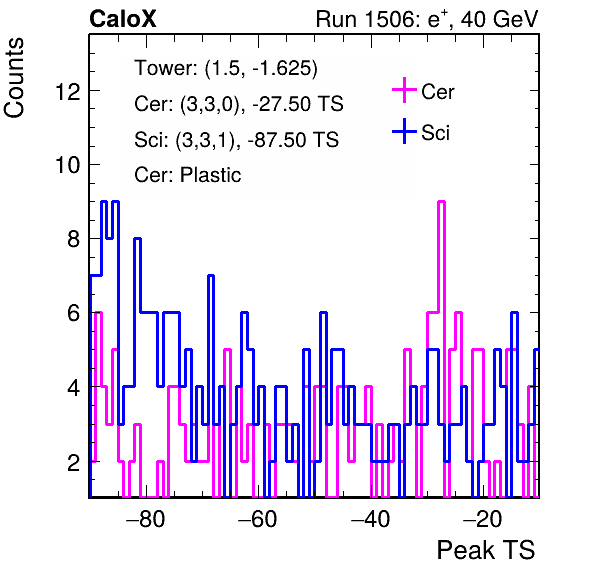 CaloX Run 1506: e+, 40 GeV
Counts
Tower: (1.5, -1.625)
Cer: (3,3,0), -27.50 TS
Sci: (3,3,1), -87.50 TS
Cer: Plastic
Cer
Sci
12
10
8
6
4
2
−80 −60 −40 −20
Peak TS